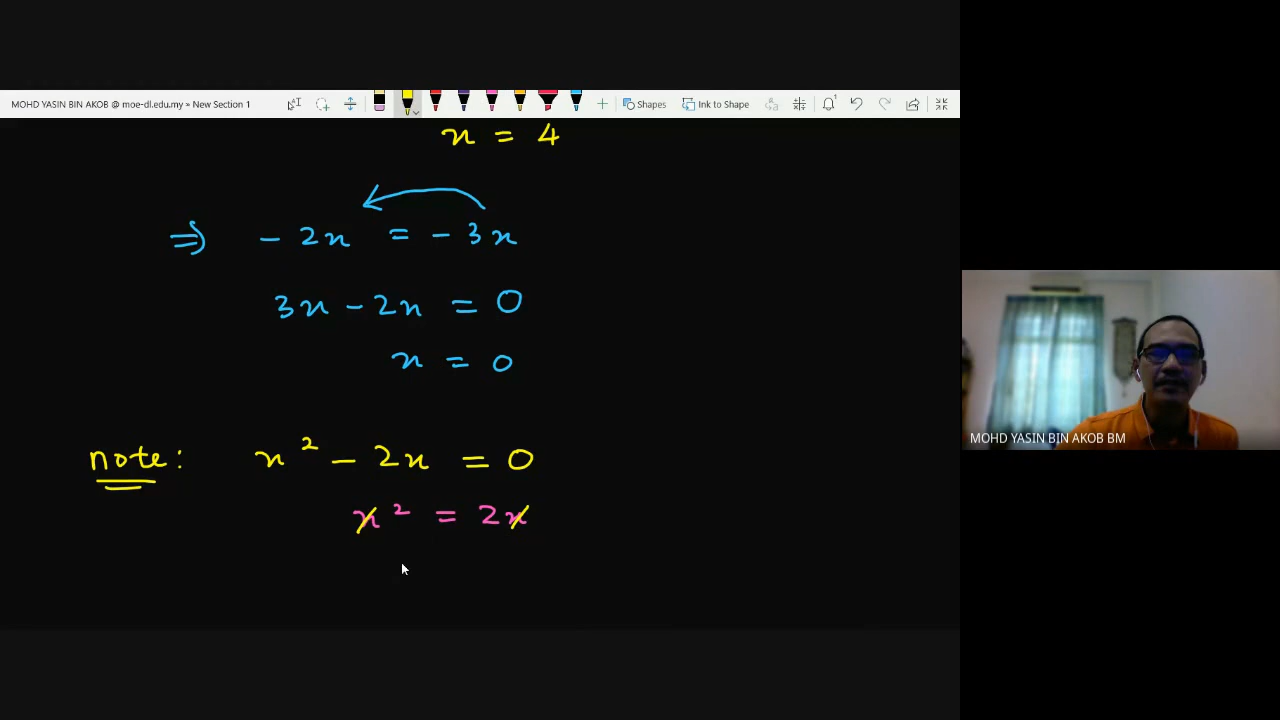 MOHD YASIN BIN AKOB @ moe-dl.edu.my » New Section 1
Shapes
Ink to Shape
x = 4
⇒ - 2x = - 3x
3x - 2x = 0
x = 0
note: x² - 2x = 0
x² = 2x
MOHD YASIN BIN AKOB BM